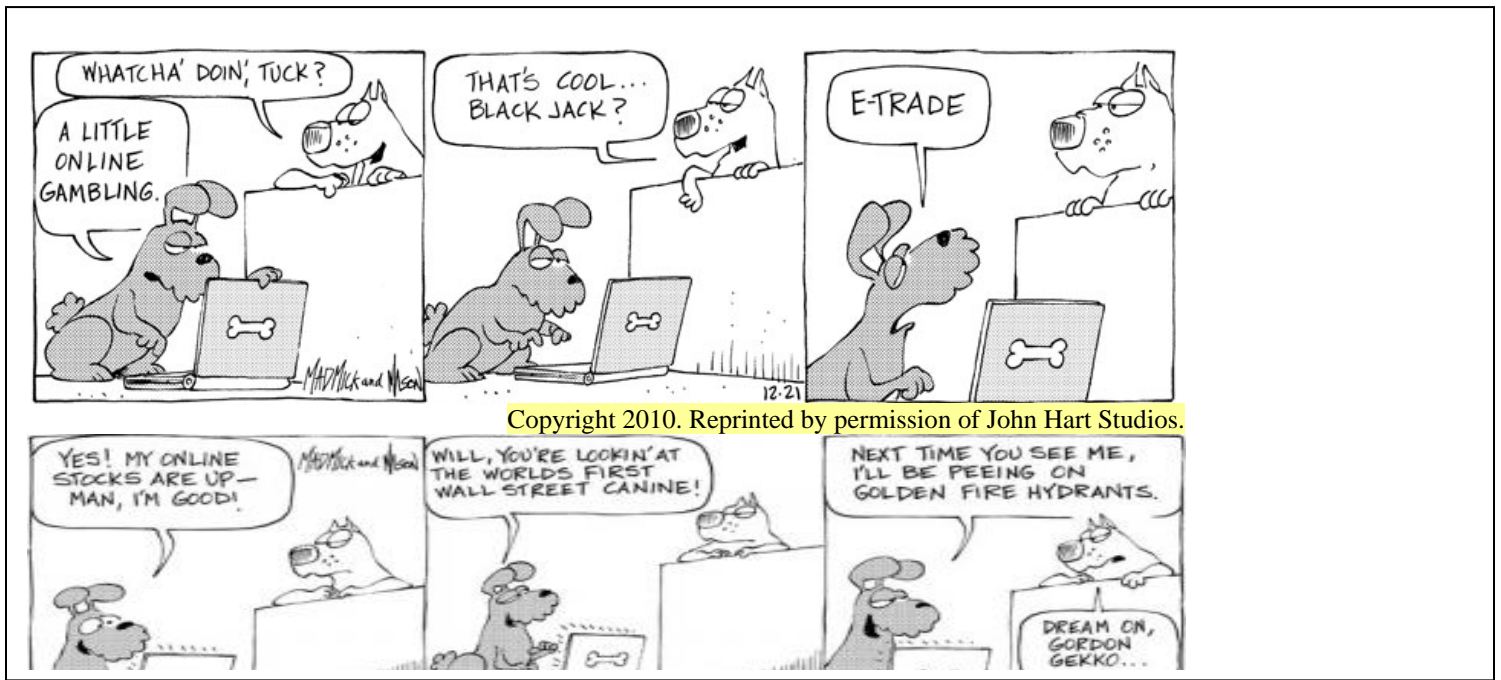 WHATCHA' DOIN', TUCK?
A LITTLE
ONLINE
GAMBLING.
MADMICK and MASON
THAT'S COOL...
BLACK JACK?
12·21
E-TRADE
Copyright 2010. Reprinted by permission of John Hart Studios.
YES! MY ONLINE
STOCKS ARE UP—
MAN, I'M GOOD!
MADMICK and MASON
WILL, YOU'RE LOOKIN' AT
THE WORLDS FIRST
WALL STREET CANINE!
NEXT TIME YOU SEE ME,
I'LL BE PEEING ON
GOLDEN FIRE HYDRANTS.
DREAM ON,
GORDON
GEKKO...